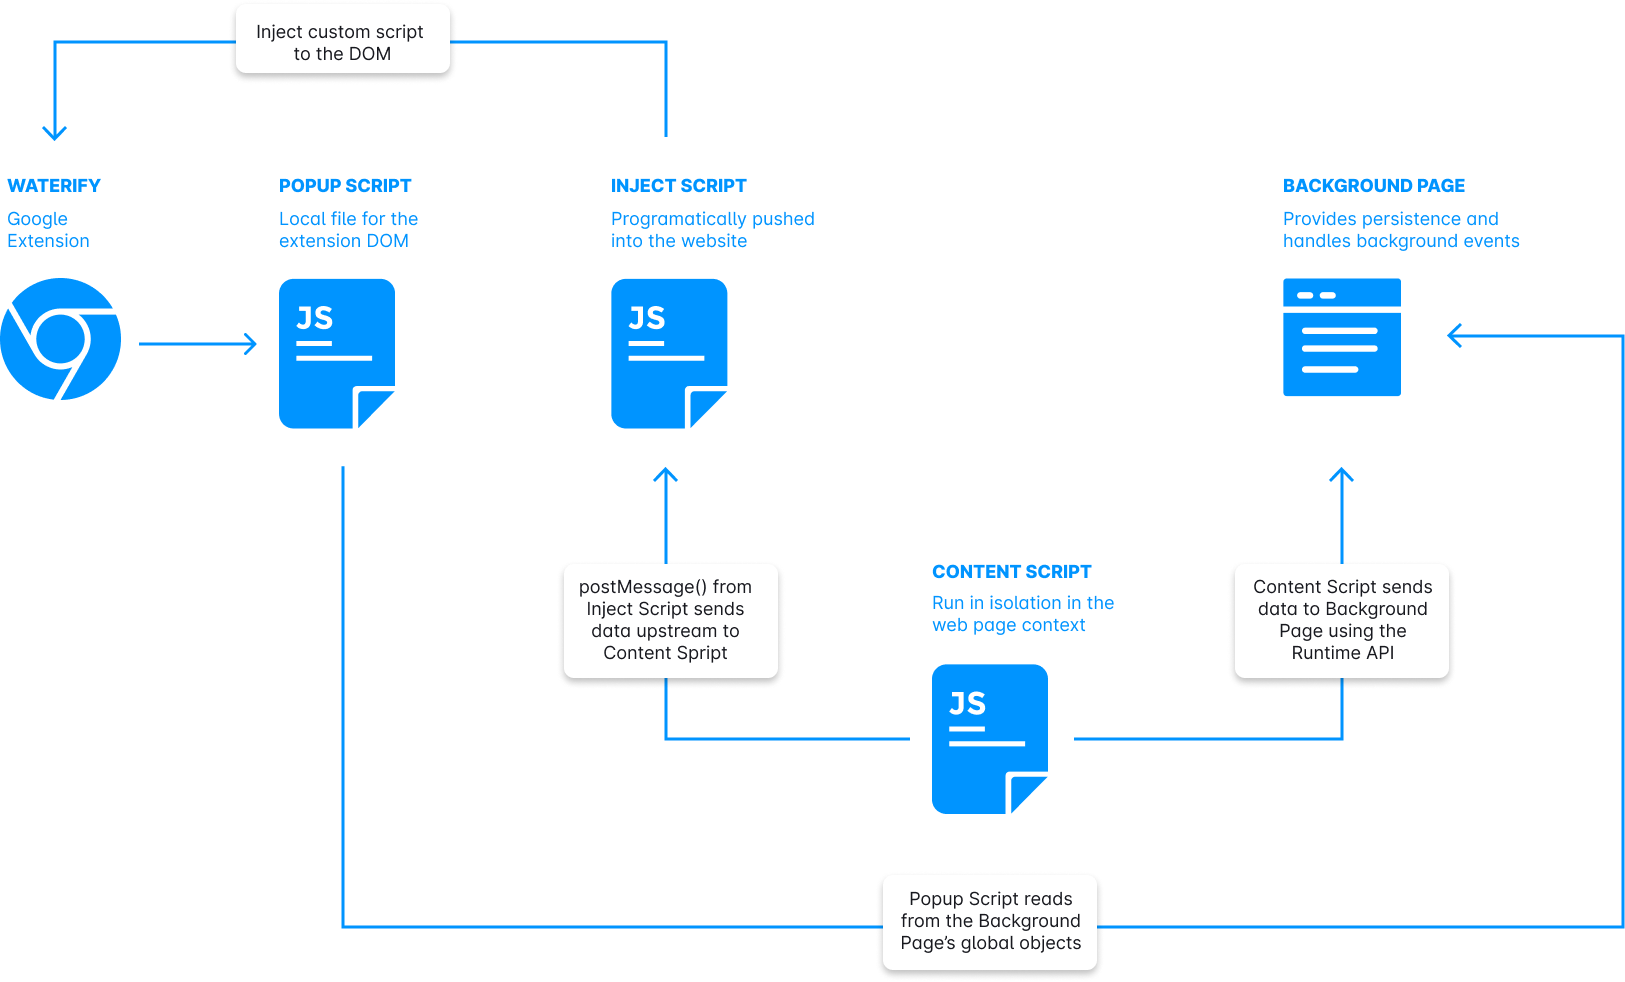 Inject custom script
to the DOM
WATERIFY
Google
Extension
POPUP SCRIPT
Local file for the
extension DOM
JS
INJECT SCRIPT
Programatically pushed
into the website
JS
BACKGROUND PAGE
Provides persistence and
handles background events
postMessage() from
Inject Script sends
data upstream to
Content Spript
CONTENT SCRIPT
Run in isolation in the
web page context
JS
Content Script sends
data to Background
Page using the
Runtime API
Popup Script reads
from the Background
Page’s global objects